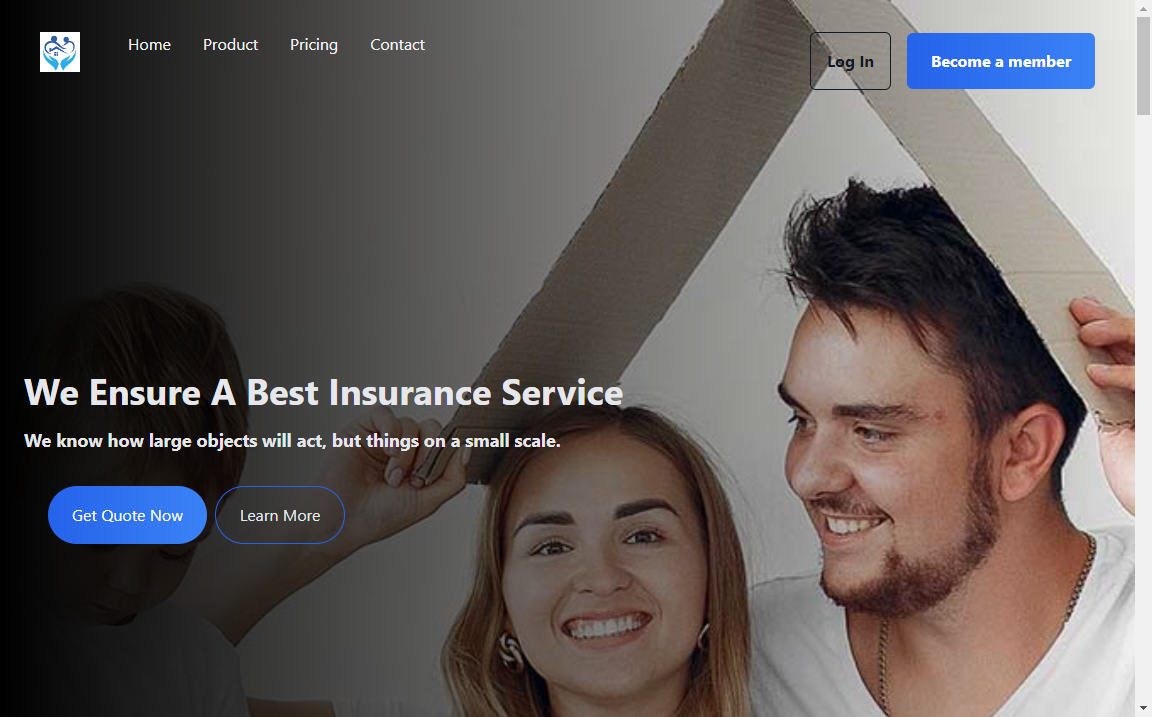 Home
Product
Pricing
Contact
Log In
Become a member
We Ensure A Best Insurance Service
We know how large objects will act, but things on a small scale.
Get Quote Now
Learn More